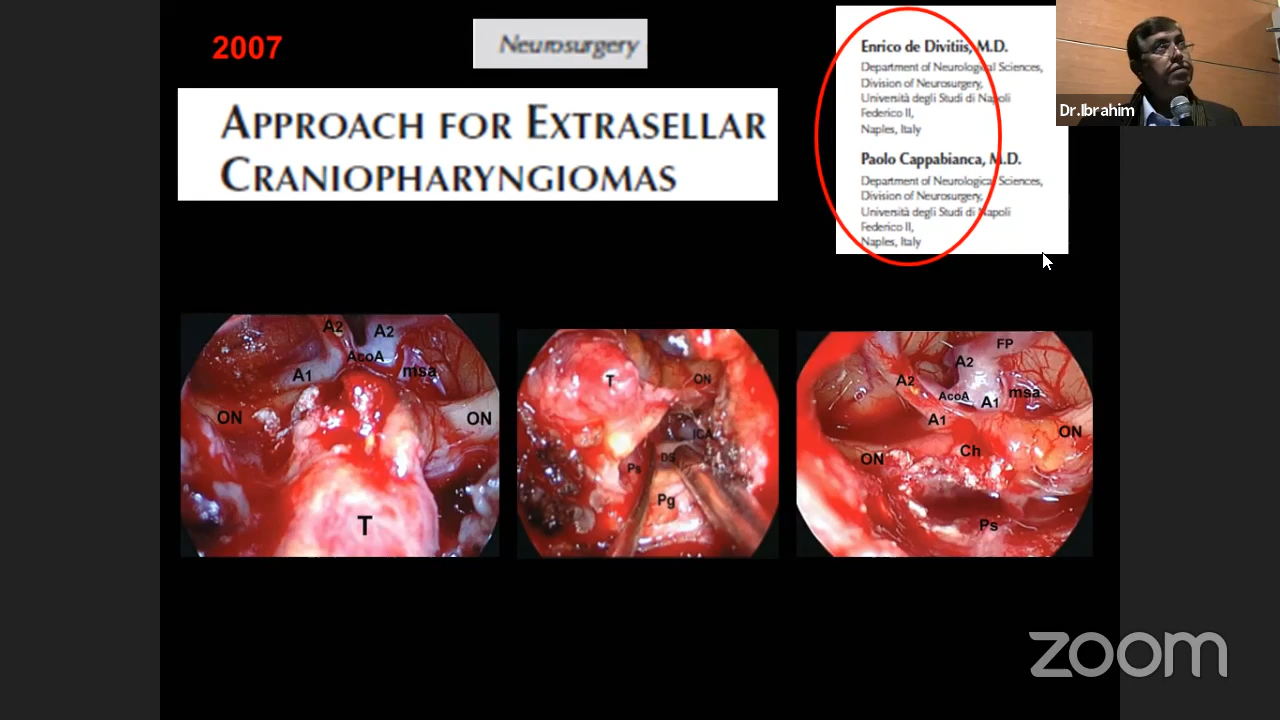 2007
Neurosurgery
APPROACH FOR EXTRASELLAR
CRANIOPHARYNGIOMAS
Enrico de Divitiis, M.D.
Department of Neurological Sciences,
Division of Neurosurgery,
Università degli Studi di Napoli
Federico II,
Naples, Italy
Paolo Cappabianca, M.D.
Department of Neurological Sciences,
Division of Neurosurgery,
Università degli Studi di Napoli
Federico II,
Naples, Italy
Dr.Ibrahim
A2
A2
AcoA
A1
msa
ON
ON
T
T
ON
ICA
Ps
DS
Pg
FP
A2
A2
AcoA
A1
msa
A1
ON
Ch
ON
Ps
zoom